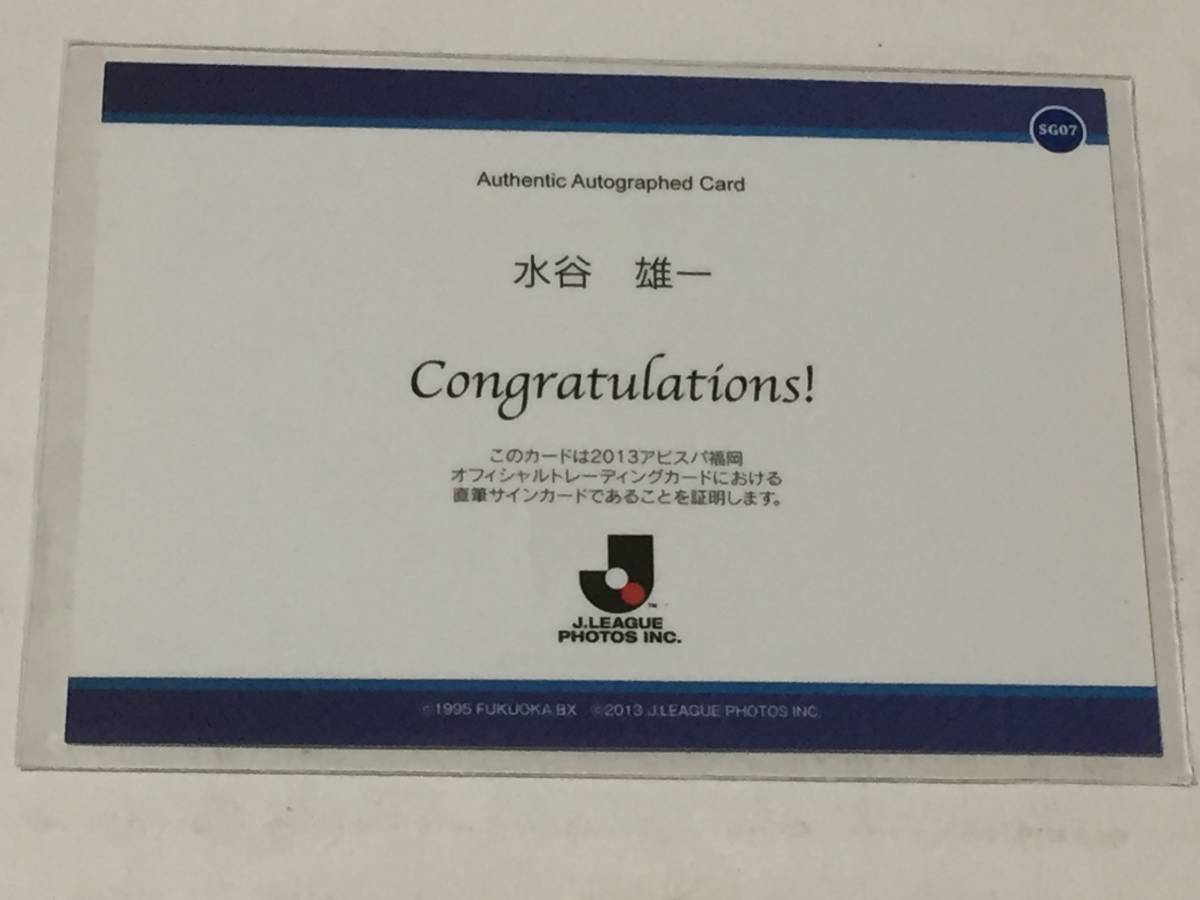 SG07
Authentic Autographed Card
水谷　雄一
Congratulations!
このカードは2013アビスパ福岡
オフィシャルトレーディングカードにおける
直筆サインカードであることを証明します。
TM
J.LEAGUE
PHOTOS INC.
©1995 FUKUOKA BX ©2013 J.LEAGUE PHOTOS INC.